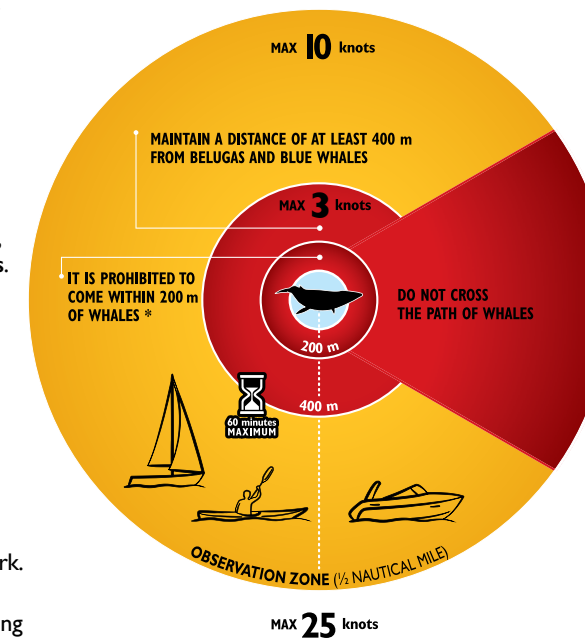 MAX 10 knots
MAINTAIN A DISTANCE OF AT LEAST 400 m
FROM BELUGAS AND BLUE WHALES
MAX 3 knots
s.
IT IS PROHIBITED TO
COME WITHIN 200 m
OF WHALES *
DO NOT CROSS
THE PATH OF WHALES
200 m
400 m
60 minutes
MAXIMUM
OBSERVATION ZONE (½ NAUTICAL MILE)
rk.
ing
MAX 25 knots